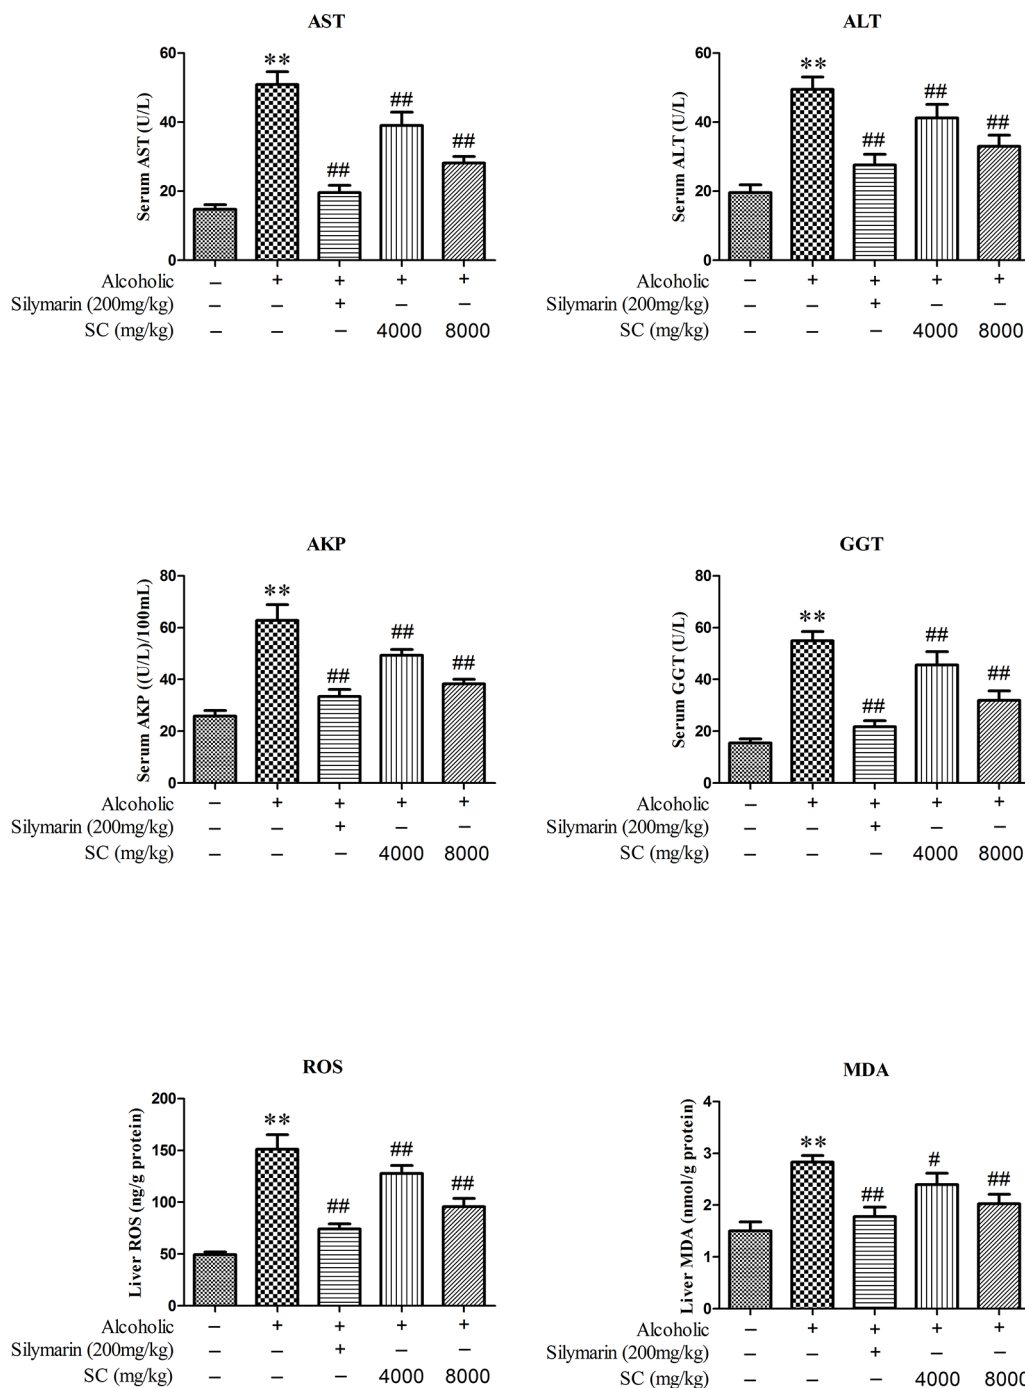 AST
Serum AST (U/L)
60
40
20
0
** ## ## ##
Alcoholic – + + + +
Silymarin (200mg/kg) – – + – –
SC (mg/kg) – – – 4000 8000
ALT
Serum ALT (U/L)
60
40
20
0
** ## ## ##
Alcoholic – + + + +
Silymarin (200mg/kg) – – + – –
SC (mg/kg) – – – 4000 8000
AKP
Serum AKP ((U/L)/100mL)
80
60
40
20
0
** ## ## ##
Alcoholic – + + + +
Silymarin (200mg/kg) – – + – –
SC (mg/kg) – – – 4000 8000
GGT
Serum GGT (U/L)
80
60
40
20
0
** ## ## ##
Alcoholic – + + + +
Silymarin (200mg/kg) – – + – –
SC (mg/kg) – – – 4000 8000
ROS
Liver ROS (ng/g protein)
200
150
100
50
0
** ## ## ##
Alcoholic – + + + +
Silymarin (200mg/kg) – – + – –
SC (mg/kg) – – – 4000 8000
MDA
Liver MDA (nmol/g protein)
4
3
2
1
0
** ## # ##
Alcoholic – + + + +
Silymarin (200mg/kg) – – + – –
SC (mg/kg) – – – 4000 8000